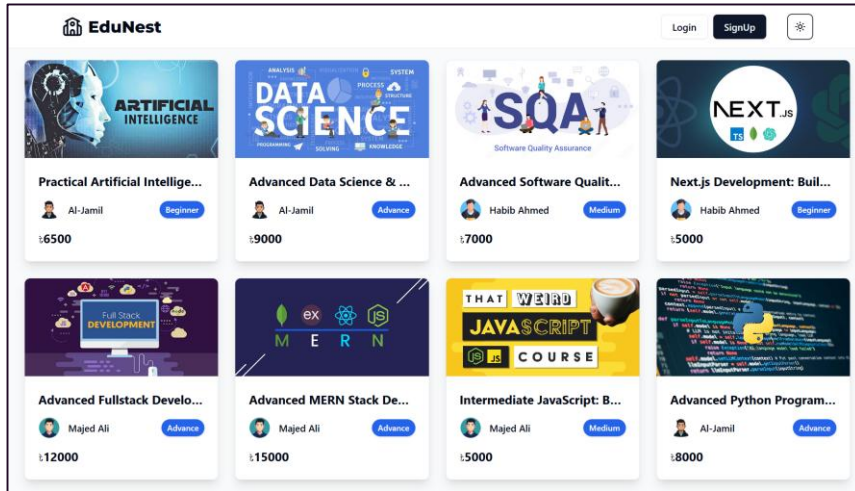 EduNest
Login
SignUp
ARTIFICIAL
INTELLIGENCE
Practical Artificial Intellige...
Al-Jamil
Beginner
৳6500
ANALYSIS
SYSTEM
PROCESS
STRUCTURE
DATA
SCIENCE
PROGRAMMING
SOLVING
KNOWLEDGE
Advanced Data Science & ...
Al-Jamil
Advance
৳9000
SQA
Software Quality Assurance
Advanced Software Qualit...
Habib Ahmed
Medium
৳7000
NEXT.JS
TS
Next.js Development: Buil...
Habib Ahmed
Beginner
৳5000
Full Stack
DEVELOPMENT
Advanced Fullstack Develo...
Majed Ali
Advance
৳12000
ex
JS
M E R N
Advanced MERN Stack De...
Majed Ali
Advance
৳15000
THAT WEIRD
JAVASCRIPT
JS COURSE
Intermediate JavaScript: B...
Majed Ali
Medium
৳5000
Advanced Python Program...
Al-Jamil
Advance
৳8000